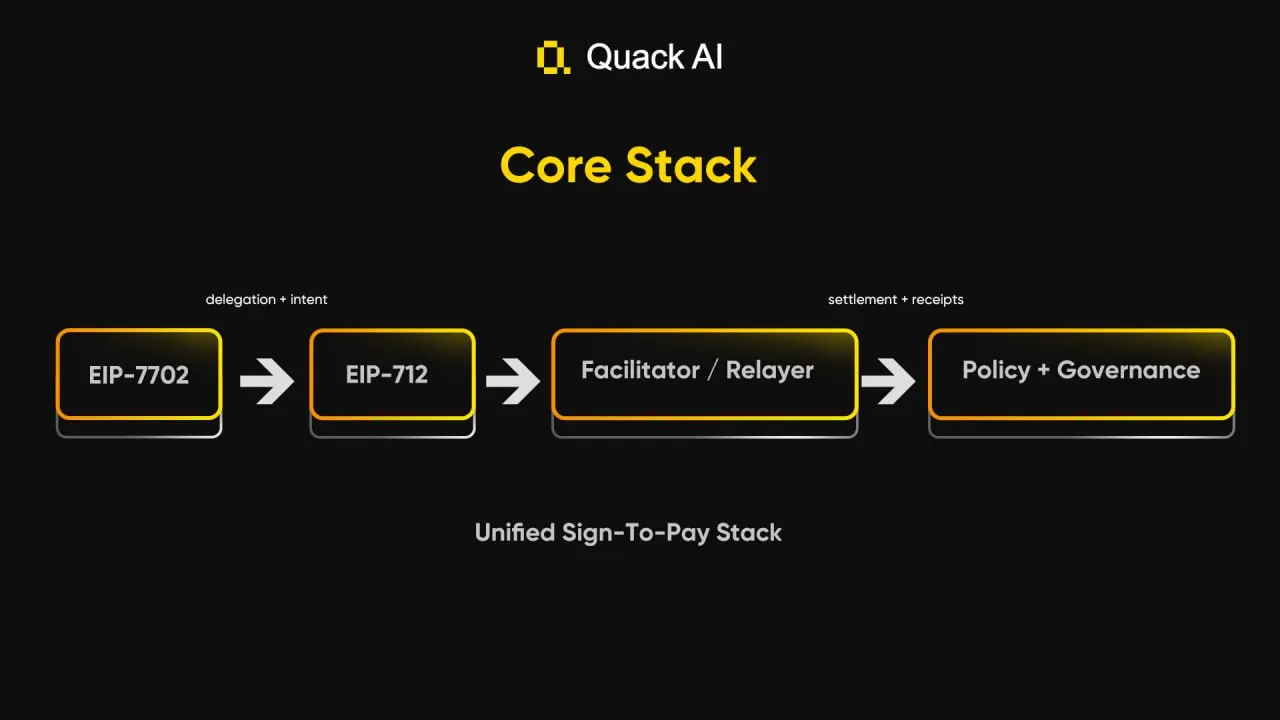 Quack AI
Core Stack
delegation + intent
settlement + receipts
EIP-7702
EIP-712
Facilitator / Relayer
Policy + Governance
Unified Sign-To-Pay Stack